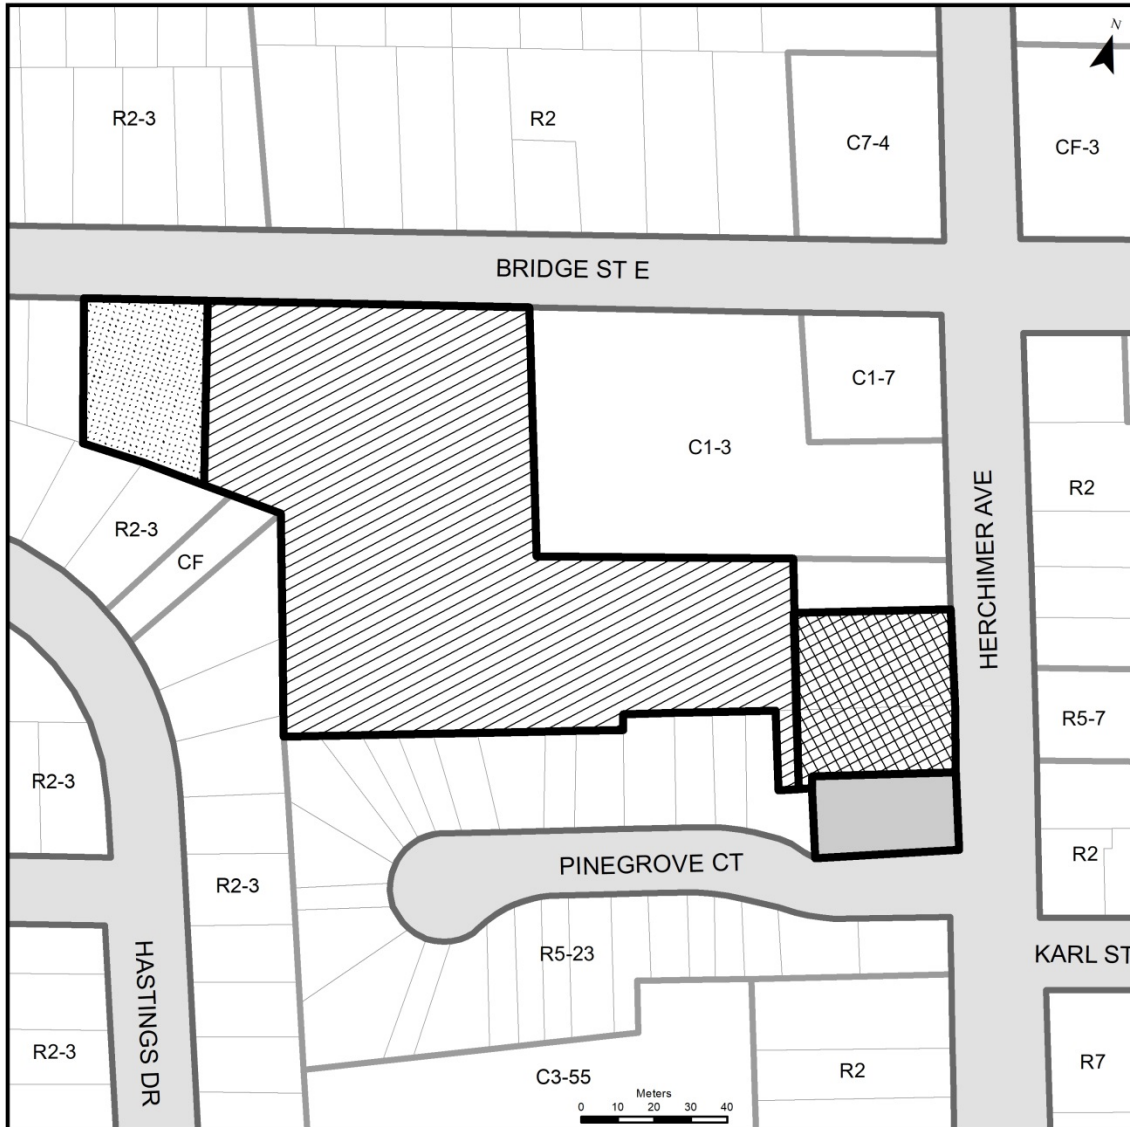 N
R2-3
R2
C7-4
CF-3
BRIDGE ST E
C1-7
C1-3
HERCHIMER AVE
R2
R2-3
CF
R5-7
R2-3
PINEGROVE CT
R2
R2-3
HASTINGS DR
R5-23
KARL ST
R2-3
C3-55
R2
R7
Meters
0 10 20 30 40